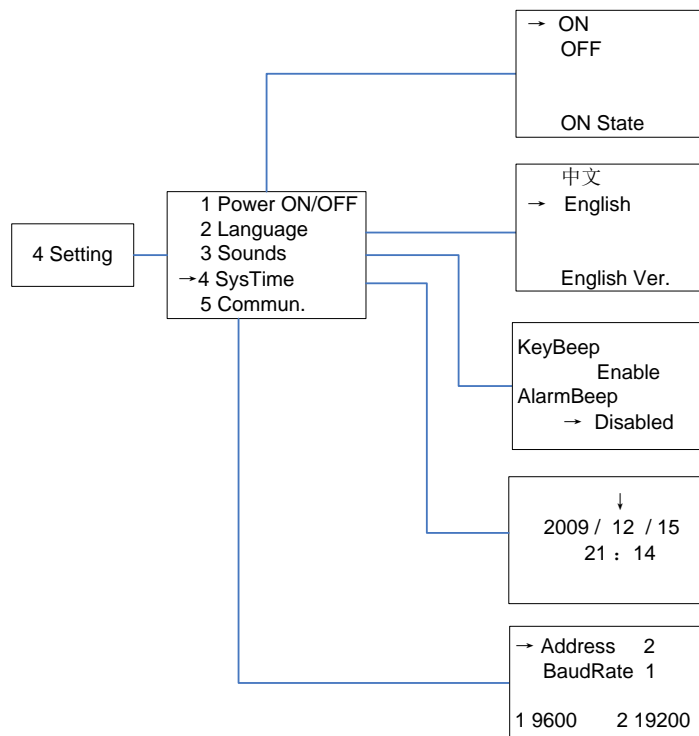 4 Setting
1 Power ON/OFF
2 Language
3 Sounds
→4 SysTime
5 Commun.
→ ON
OFF
ON State
中文
→ English
English Ver.
KeyBeep
Enable
AlarmBeep
→ Disabled
↓
2009 / 12 / 15
21 : 14
→ Address 2
BaudRate 1
1 9600 2 19200